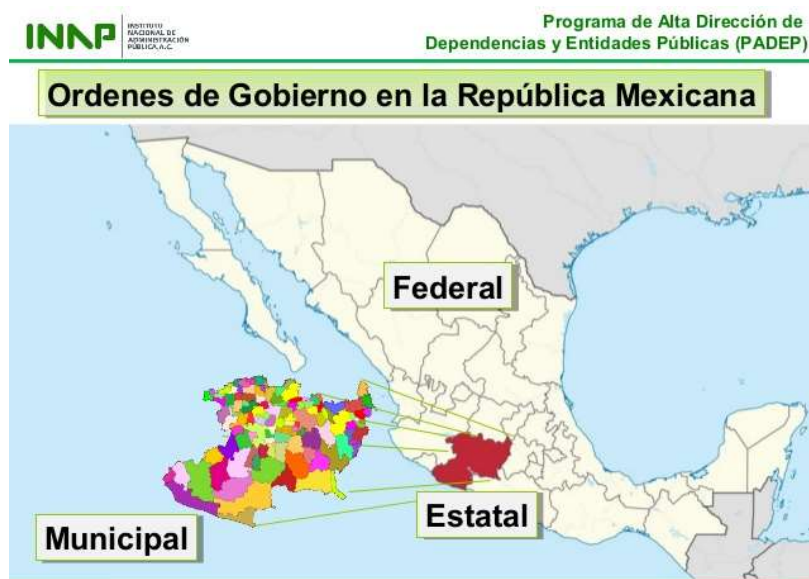 INAP
INSTITUTO
NACIONAL DE
ADMINISTRACIÓN
PÚBLICA, A.C.
Programa de Alta Dirección de
Dependencias y Entidades Públicas (PADEP)
Ordenes de Gobierno en la República Mexicana
Federal
Estatal
Municipal